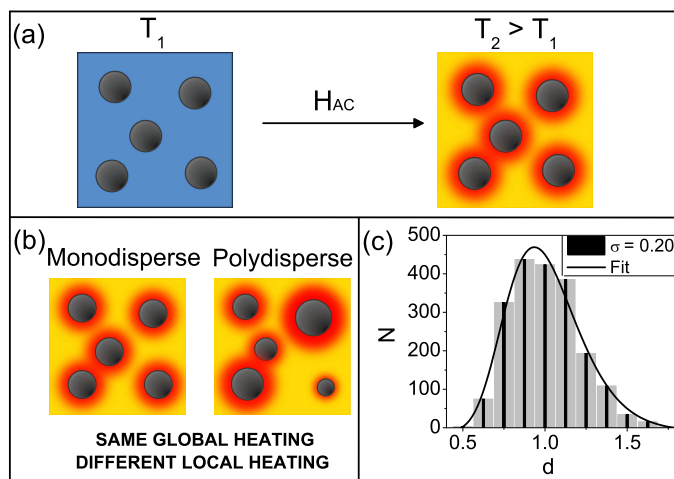 (a)
T1
HAC
T2 > T1
(b)
Monodisperse
Polydisperse
SAME GLOBAL HEATING
DIFFERENT LOCAL HEATING
(c)
500
400
300
200
100
0
N
σ = 0.20
Fit
0.5
1.0
1.5
d